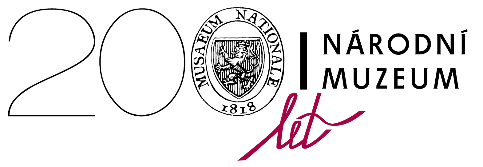 200
MUSAEUM NATIONALE
1818
NÁRODNÍ
MUZEUM
let